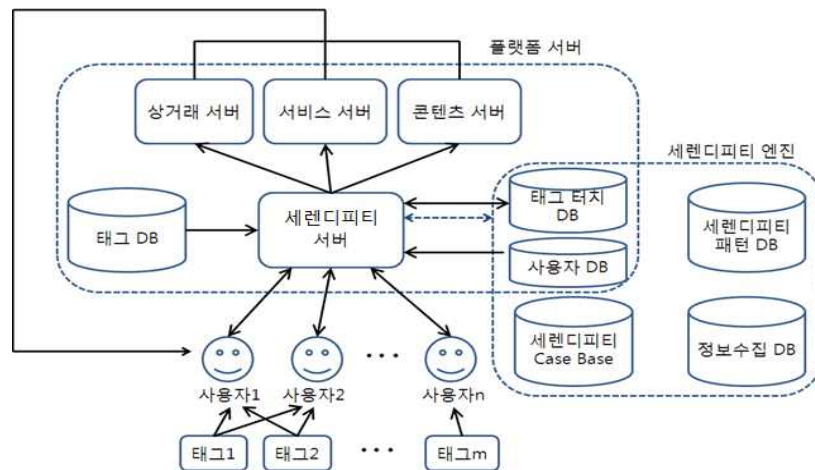 플랫폼 서버
상거래 서버
서비스 서버
콘텐츠 서버
세렌디피티 엔진
태그 DB
세렌디피티
서버
태그 터치
DB
사용자 DB
세렌디피티
패턴 DB
세렌디피티
Case Base
정보수집 DB
사용자1
사용자2
...
사용자n
태그1
태그2
...
태그m